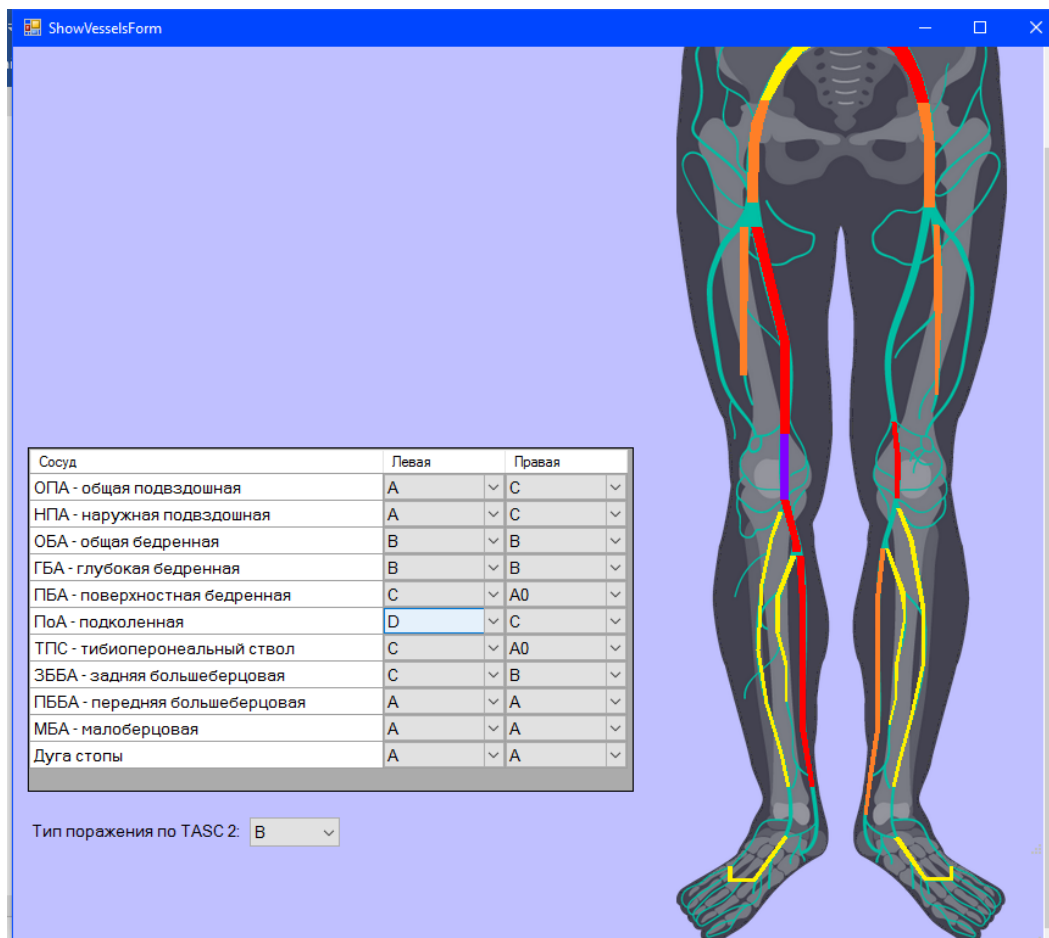 ShowVesselsForm
Сосуд Левая Правая
ОПА - общая подвздошная A C
НПА - наружная подвздошная A C
ОБА - общая бедренная B B
ГБА - глубокая бедренная B B
ПБА - поверхностная бедренная C A0
ПоА - подколенная D C
ТПС - тибиоперонеальный ствол C A0
ЗББА - задняя большеберцовая C B
ПББА - передняя большеберцовая A A
МБА - малоберцовая A A
Дуга стопы A A
Тип поражения по TASC 2: B